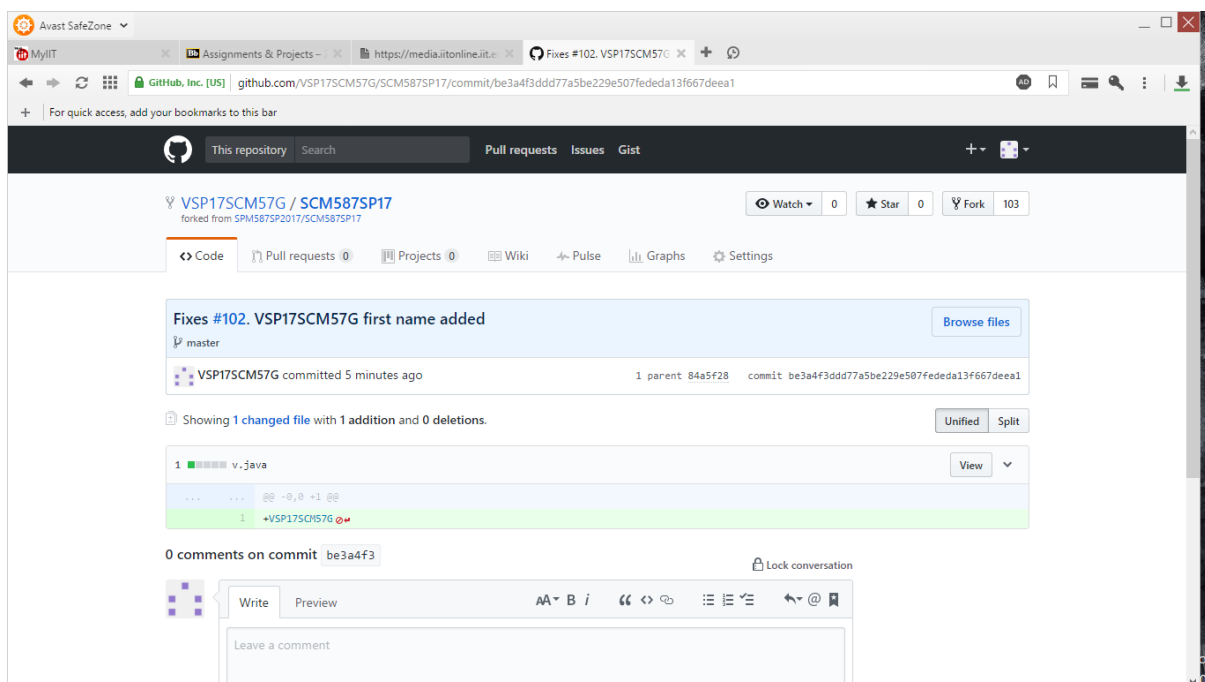 Avast SafeZone
MyIIT
Assignments & Projects –
https://media.iitonline.iit.e
Fixes #102. VSP17SCM57G
GitHub, Inc. [US] github.com/VSP17SCM57G/SCM587SP17/commit/be3a4f3ddd77a5be229e507fededa13f667deea1
AD
+ For quick access, add your bookmarks to this bar
This repository Search Pull requests Issues Gist
VSP17SCM57G / SCM587SP17 Watch 0 Star 0 Fork 103
forked from SPM587SP2017/SCM587SP17
<> Code Pull requests 0 Projects 0 Wiki Pulse Graphs Settings
Fixes #102. VSP17SCM57G first name added Browse files
master
VSP17SCM57G committed 5 minutes ago 1 parent 84a5f28 commit be3a4f3ddd77a5be229e507fededa13f667deea1
Showing 1 changed file with 1 addition and 0 deletions. Unified Split
1 v.java View
... ... @@ -0,0 +1 @@
1 +VSP17SCM57G
0 comments on commit be3a4f3
Lock conversation
Write Preview AA B i “ <> @
Leave a comment